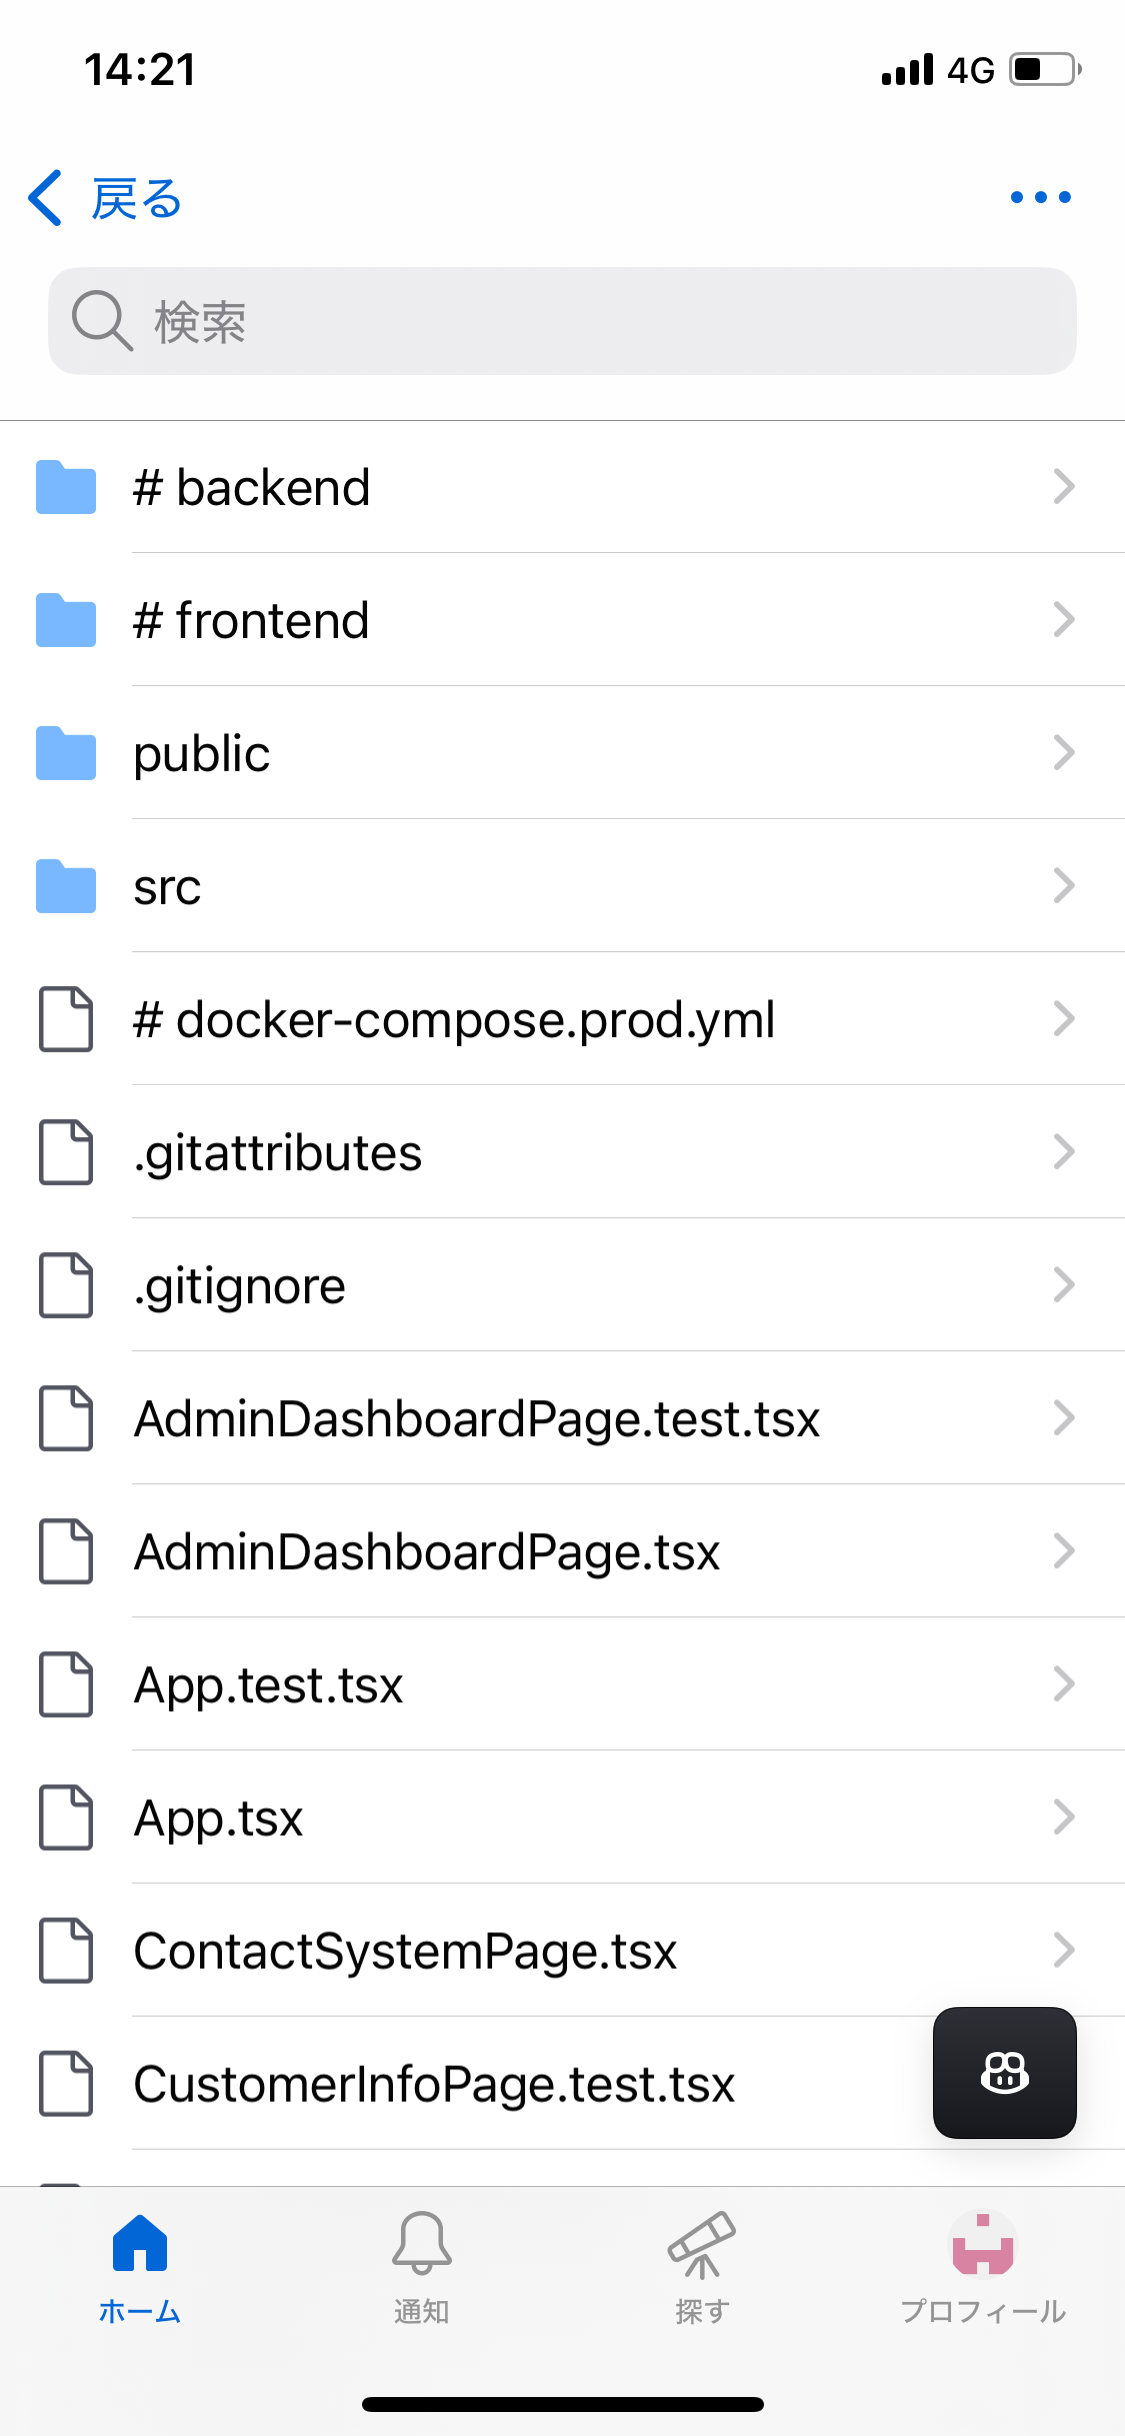 14:21 4G
戻る
検索
# backend
# frontend
public
src
# docker-compose.prod.yml
.gitattributes
.gitignore
AdminDashboardPage.test.tsx
AdminDashboardPage.tsx
App.test.tsx
App.tsx
ContactSystemPage.tsx
CustomerInfoPage.test.tsx
ホーム 通知 探す プロフィール